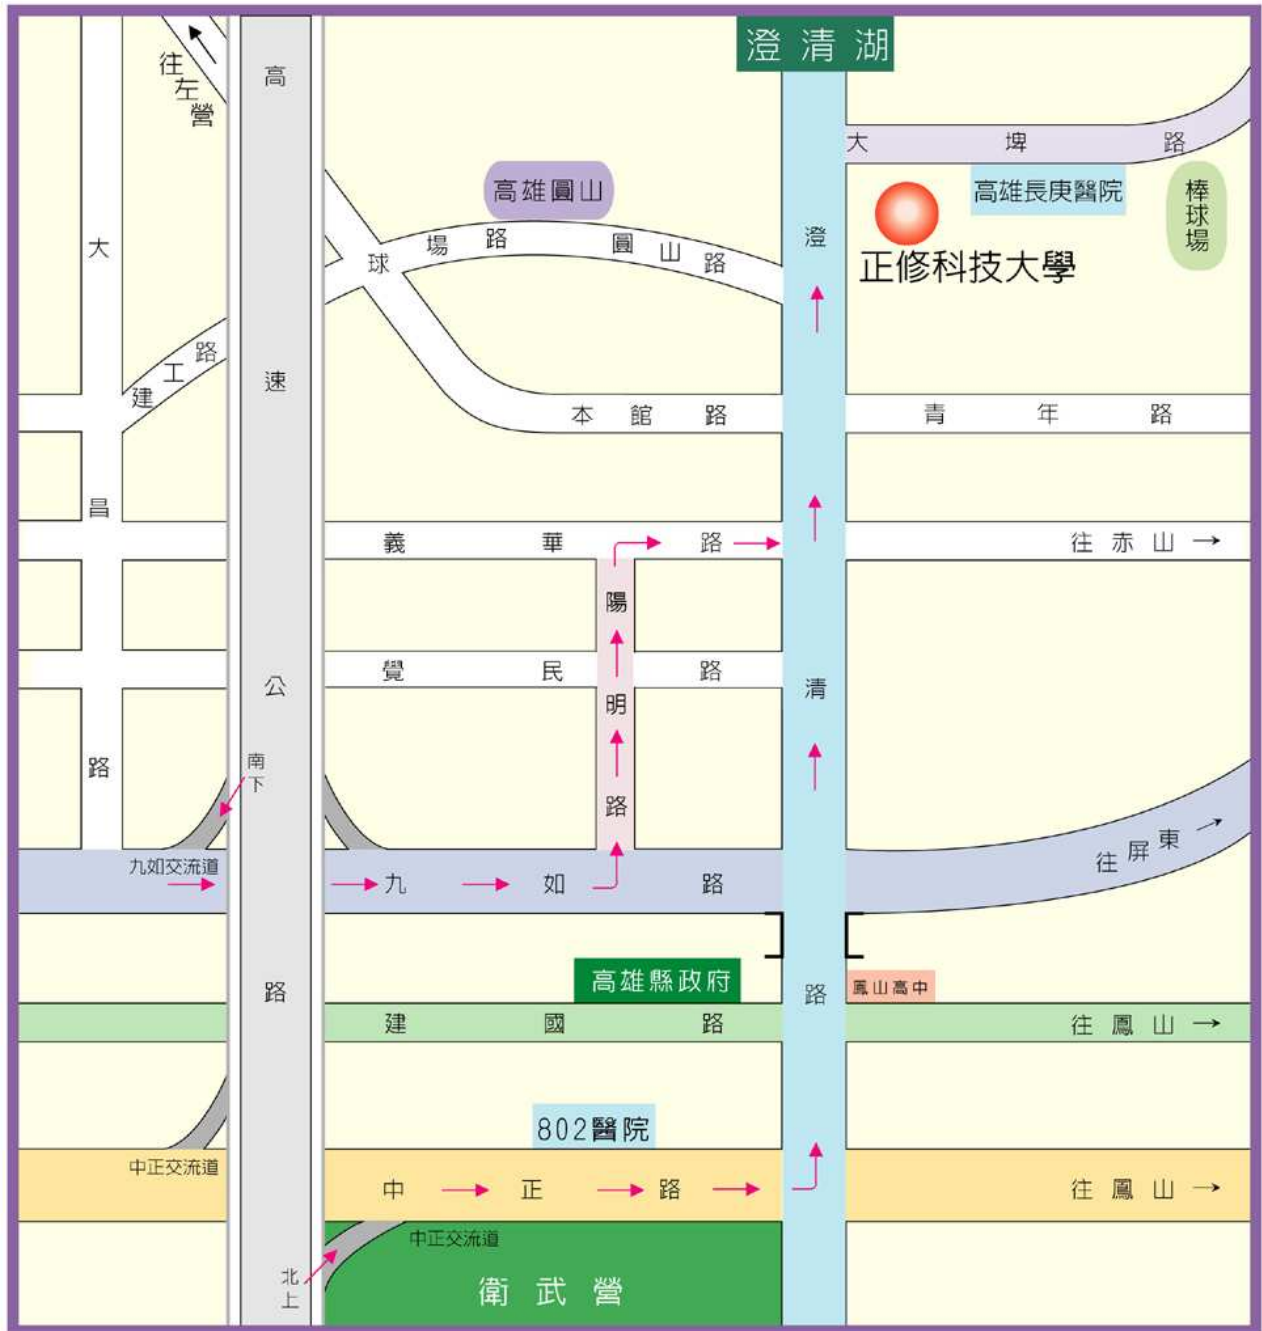 澄清湖
往左營
高速公路
大埤路
高雄圓山
高雄長庚醫院
棒球場
正修科技大學
大昌路
球場路
圓山路
澄清路
建工路
本館路
青年路
義華路
往赤山
陽明路
覺民路
南下
九如交流道
九如路
往屏東
高雄縣政府
鳳山高中
建國路
往鳳山
802醫院
中正交流道
中正路
往鳳山
中正交流道
北上
衛武營